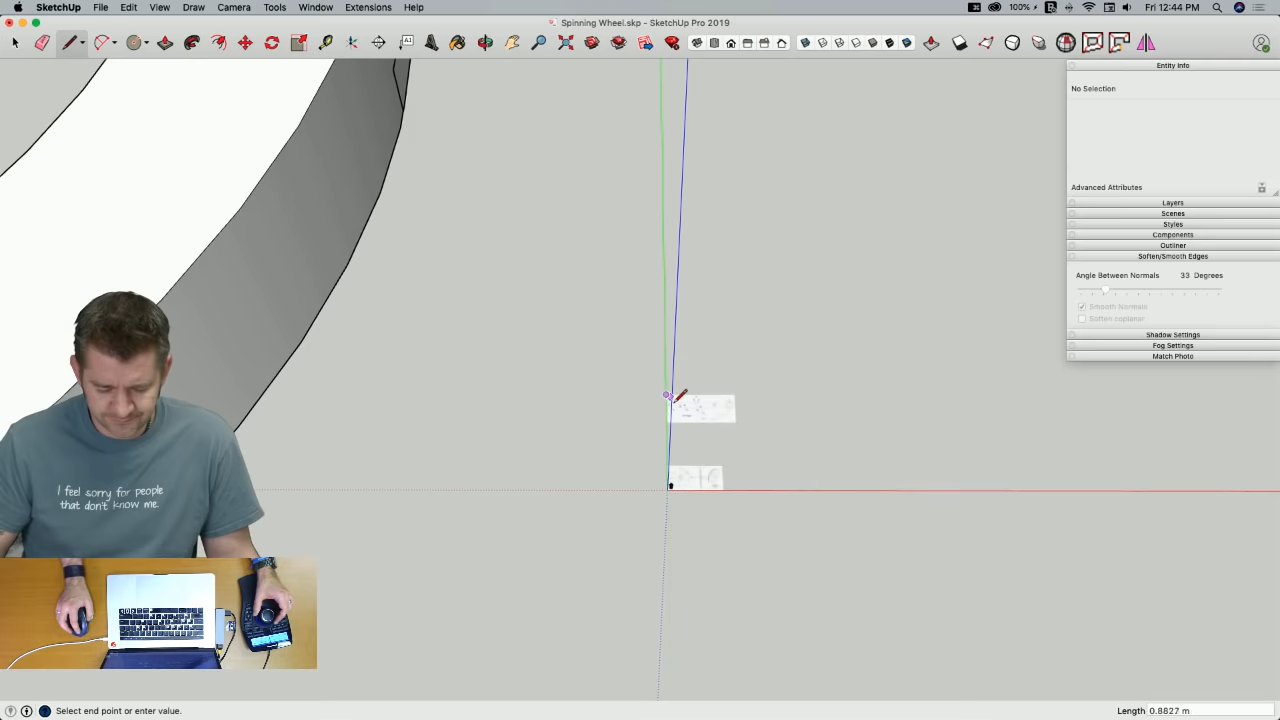 SketchUp File Edit View Draw Camera Tools Window Extensions Help 100% Fri 12:44 PM
Spinning Wheel.skp - SketchUp Pro 2019
Entity Info
No Selection
Advanced Attributes
Layers
Scenes
Styles
Components
Outliner
Soften/Smooth Edges
Angle Between Normals 33 Degrees
Smooth Normals
Soften coplanar
Shadow Settings
Fog Settings
Match Photo
I feel sorry for people
that don't know me.
Select end point or enter value.
Length 0.8827 m